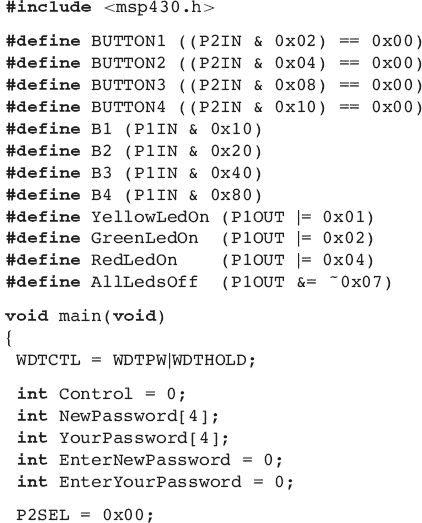 #include <msp430.h>
#define BUTTON1 ((P2IN & 0x02) == 0x00)
#define BUTTON2 ((P2IN & 0x04) == 0x00)
#define BUTTON3 ((P2IN & 0x08) == 0x00)
#define BUTTON4 ((P2IN & 0x10) == 0x00)
#define B1 (P1IN & 0x10)
#define B2 (P1IN & 0x20)
#define B3 (P1IN & 0x40)
#define B4 (P1IN & 0x80)
#define YellowLedOn (P1OUT |= 0x01)
#define GreenLedOn (P1OUT |= 0x02)
#define RedLedOn (P1OUT |= 0x04)
#define AllLedsOff (P1OUT &= ~0x07)
void main(void)
{
WDTCTL = WDTPW|WDTHOLD;
int Control = 0;
int NewPassword[4];
int YourPassword[4];
int EnterNewPassword = 0;
int EnterYourPassword = 0;
P2SEL = 0x00;